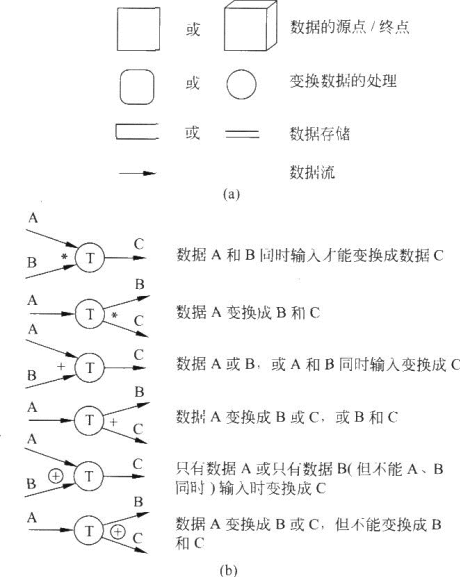 或 数据的源点/终点
或 变换数据的处理
或 数据存储
数据流
(a)
A
B * T C 数据 A 和 B 同时输入才能变换成数据 C
A T * B C 数据 A 变换成 B 和 C
A
B + T C 数据 A 或 B，或 A 和 B 同时输入变换成 C
A T + B C 数据 A 变换成 B 或 C，或 B 和 C
A
B ⊕ T C 只有数据 A 或只有数据 B(但不能 A、B
同时)输入时变换成 C
A T ⊕ B C 数据 A 变换成 B 或 C，但不能变换成 B
和 C
(b)